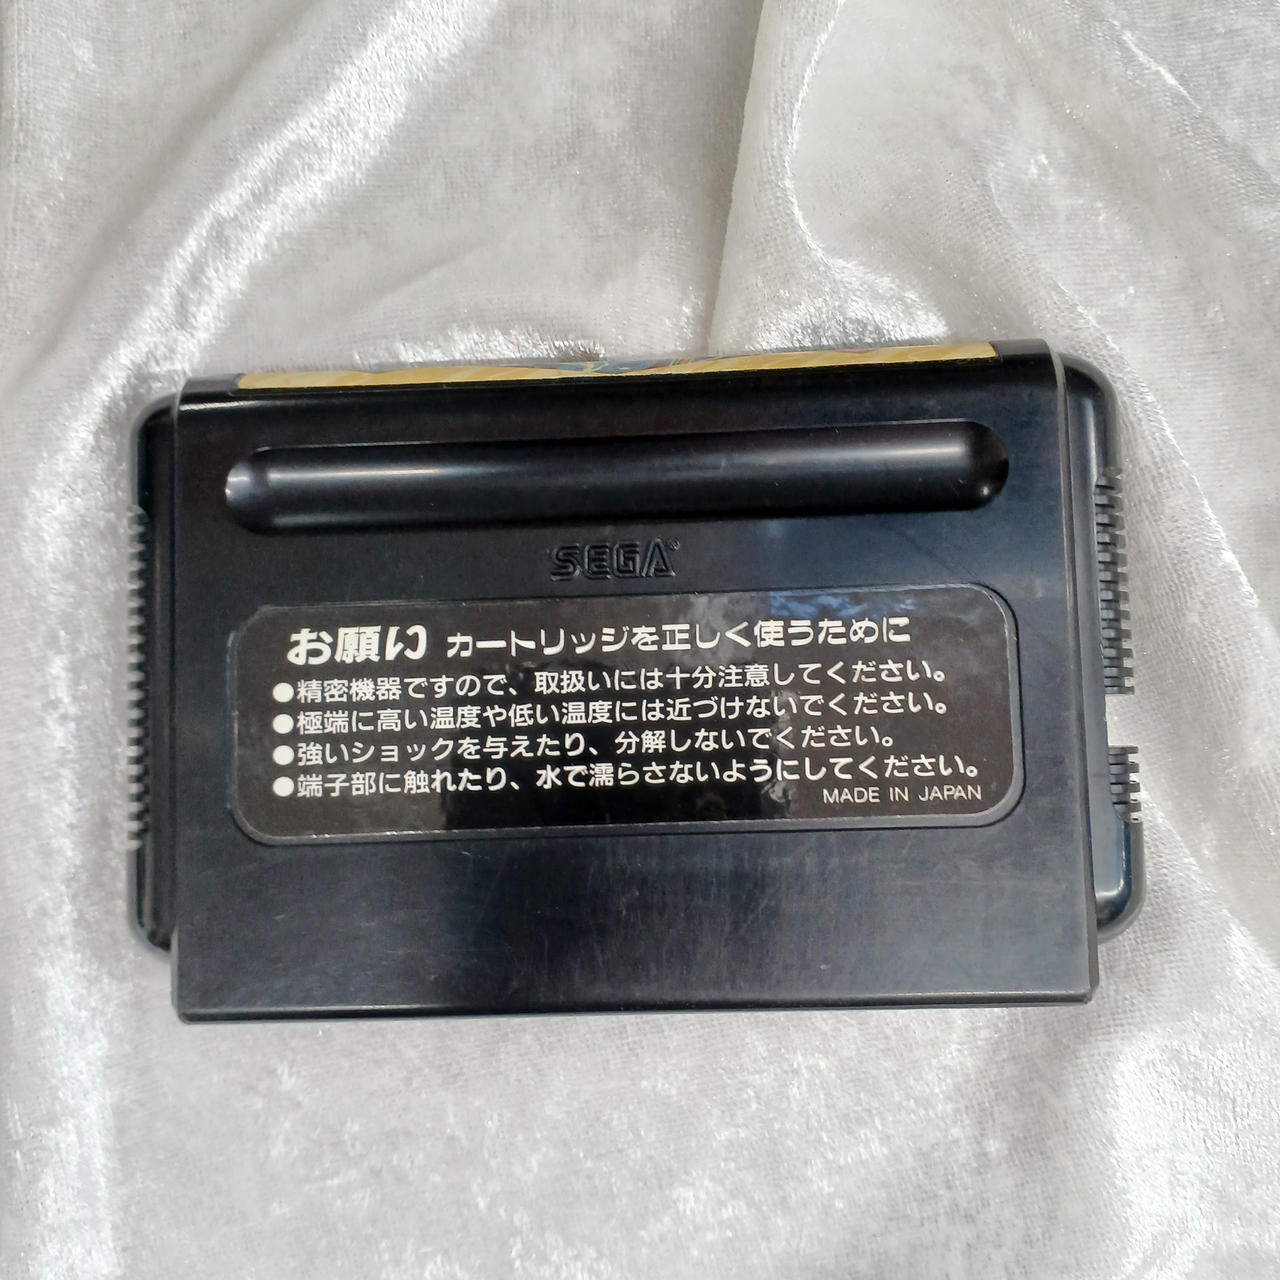 SEGA®
お願い カートリッジを正しく使うために
●精密機器ですので、取扱いには十分注意してください。
●極端に高い温度や低い温度には近づけないでください。
●強いショックを与えたり、分解しないでください。
●端子部に触れたり、水で濡らさないようにしてください。
MADE IN JAPAN